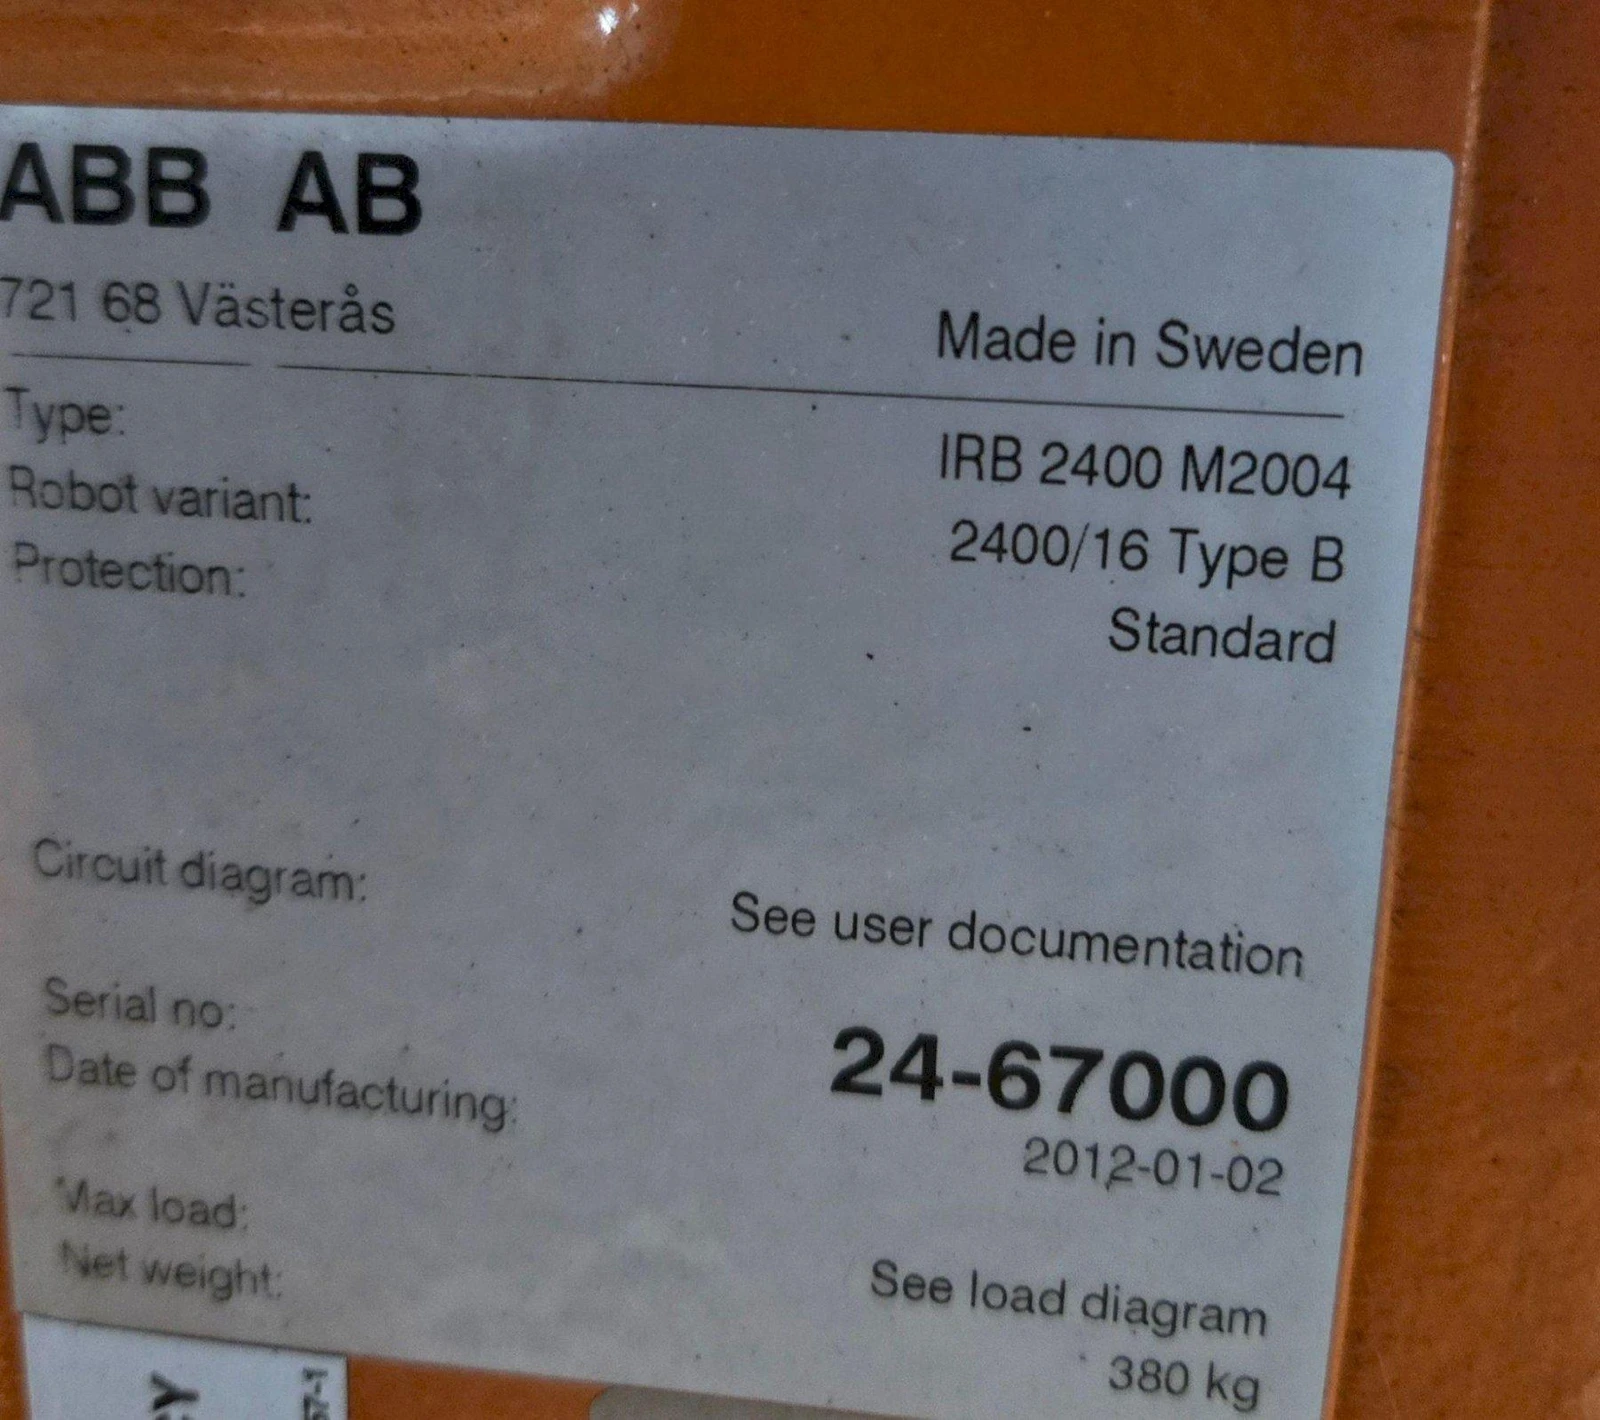 ABB AB
721 68 Västerås
Made in Sweden
Type: IRB 2400 M2004
Robot variant: 2400/16 Type B
Protection: Standard
Circuit diagram: See user documentation
Serial no: 24-67000
Date of manufacturing: 2012-01-02
Max load: See load diagram
Net weight: 380 kg